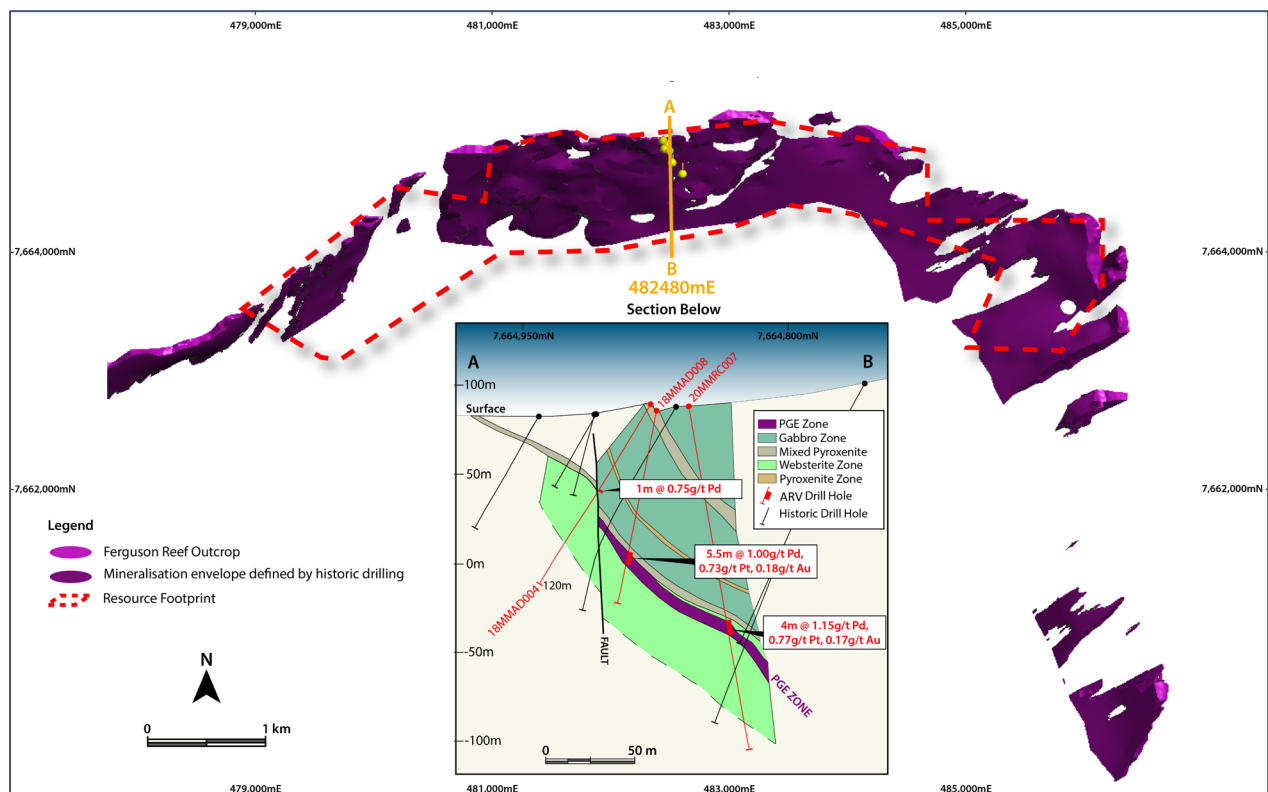 479,000mE
481,000mE
483,000mE
485,000mE
A
7,664,000mN
7,664,000mN
B
482480mE
Section Below
7,664,950mN
7,664,800mN
A
B
100m
Surface
18MMAD008
20MMRC007
PGE Zone
Gabbro Zone
Mixed Pyroxenite
Websterite Zone
Pyroxenite Zone
ARV Drill Hole
Historic Drill Hole
50m
1m @ 0.75g/t Pd
7,662,000mN
7,662,000mN
Legend
Ferguson Reef Outcrop
Mineralisation envelope defined by historic drilling
Resource Footprint
0m
5.5m @ 1.00g/t Pd,
0.73g/t Pt, 0.18g/t Au
120m
18MMAD004
4m @ 1.15g/t Pd,
0.77g/t Pt, 0.17g/t Au
FAULT
-50m
PGE ZONE
N
0
1 km
-100m
0
50 m
479,000mE
481,000mE
483,000mE
485,000mE